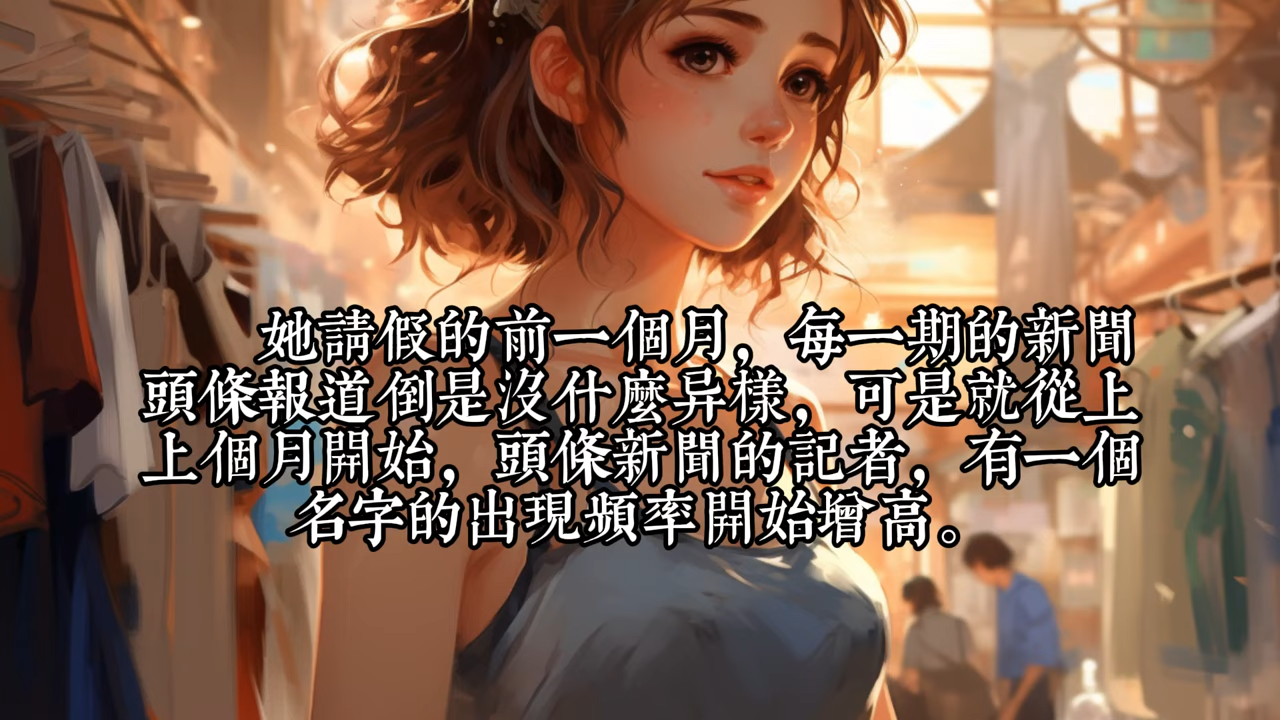 她請假的前一個月，每一期的新聞
頭條報道倒是沒什麼异樣，可是就從上
上個月開始，頭條新聞的記者，有一個
名字的出現頻率開始增高。